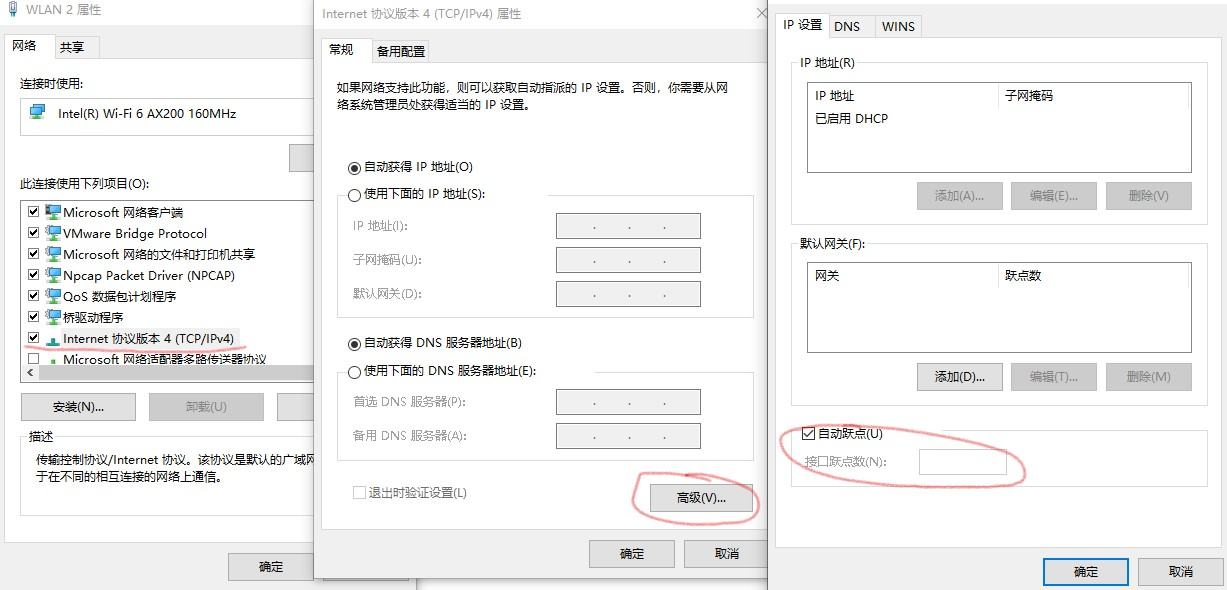 WLAN 2 属性
网络
共享
连接时使用:
Intel(R) Wi-Fi 6 AX200 160MHz
此连接使用下列项目(O):
Microsoft 网络客户端
VMware Bridge Protocol
Microsoft 网络的文件和打印机共享
Npcap Packet Driver (NPCAP)
QoS 数据包计划程序
桥驱动程序
Internet 协议版本 4 (TCP/IPv4)
Microsoft 网络适配器多路传送器协议
安装(N)...
卸载(U)
描述
传输控制协议/Internet 协议。该协议是默认的广域网
于在不同的相互连接的网络上通信。
确定
Internet 协议版本 4 (TCP/IPv4) 属性
常规
备用配置
如果网络支持此功能，则可以获取自动指派的 IP 设置。否则，你需要从网
络系统管理员处获得适当的 IP 设置。
自动获得 IP 地址(O)
使用下面的 IP 地址(S):
IP 地址(I):
子网掩码(U):
默认网关(D):
自动获得 DNS 服务器地址(B)
使用下面的 DNS 服务器地址(E):
首选 DNS 服务器(P):
备用 DNS 服务器(A):
退出时验证设置(L)
高级(V)...
确定
取消
IP 设置
DNS
WINS
IP 地址(R)
IP 地址
子网掩码
已启用 DHCP
添加(A)...
编辑(E)...
删除(V)
默认网关(F):
网关
跃点数
添加(D)...
编辑(T)...
删除(M)
自动跃点(U)
接口跃点数(N):
确定
取消